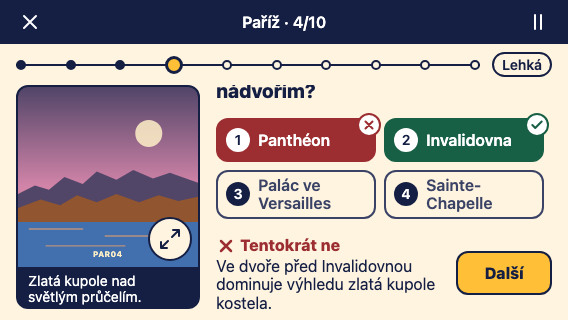 Paříž · 4/10
Lehká
nádvořím?
1 Panthéon
2 Invalidovna
3 Palác ve
Versailles
4 Sainte-
Chapelle
PAR04
Zlatá kupole nad
světlým průčelím.
Tentokrát ne
Ve dvoře před Invalidovnou
dominuje výhledu zlatá kupole
kostela.
Další